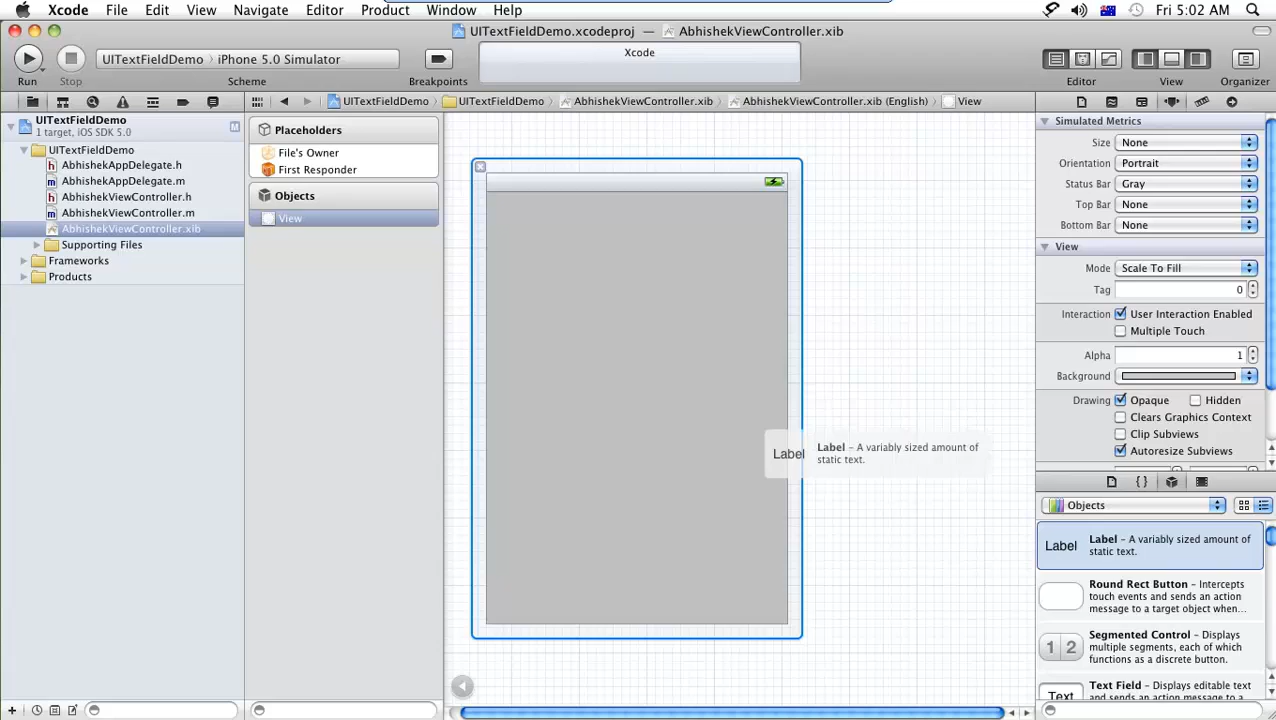 Xcode File Edit View Navigate Editor Product Window Help Fri 5:02 AM
UITextFieldDemo.xcodeproj — AbhishekViewController.xib
Run Stop UITextFieldDemo iPhone 5.0 Simulator Xcode
Scheme Breakpoints Editor View Organizer
UITextFieldDemo UITextFieldDemo AbhishekViewController.xib AbhishekViewController.xib (English) View
UITextFieldDemo
1 target, iOS SDK 5.0
M
UITextFieldDemo
AbhishekAppDelegate.h
AbhishekAppDelegate.m
AbhishekViewController.h
AbhishekViewController.m
AbhishekViewController.xib
Supporting Files
Frameworks
Products
Placeholders
File's Owner
First Responder
Objects
View
Label
Label – A variably sized amount of
static text.
Simulated Metrics
Size None
Orientation Portrait
Status Bar Gray
Top Bar None
Bottom Bar None
View
Mode Scale To Fill
Tag 0
Interaction User Interaction Enabled
Multiple Touch
Alpha 1
Background
Drawing Opaque Hidden
Clears Graphics Context
Clip Subviews
Autoresize Subviews
{ }
Objects
Label
Label – A variably sized amount of
static text.
Round Rect Button – Intercepts
touch events and sends an action
message to a target object when...
1 2
Segmented Control – Displays
multiple segments, each of which
functions as a discrete button.
Text
Text Field – Displays editable text
and sends an action message to a